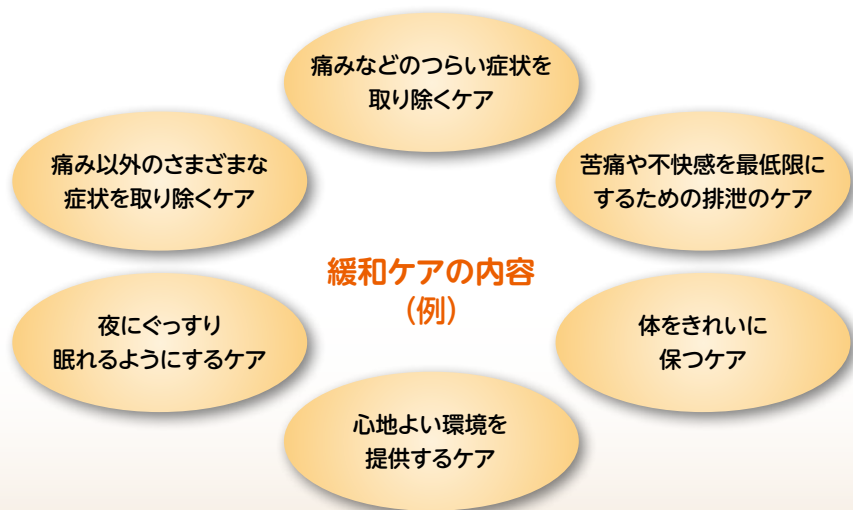 痛みなどのつらい症状を
取り除くケア
痛み以外のさまざまな
症状を取り除くケア
苦痛や不快感を最低限に
するための排泄のケア
緩和ケアの内容
(例)
夜にぐっすり
眠れるようにするケア
体をきれいに
保つケア
心地よい環境を
提供するケア